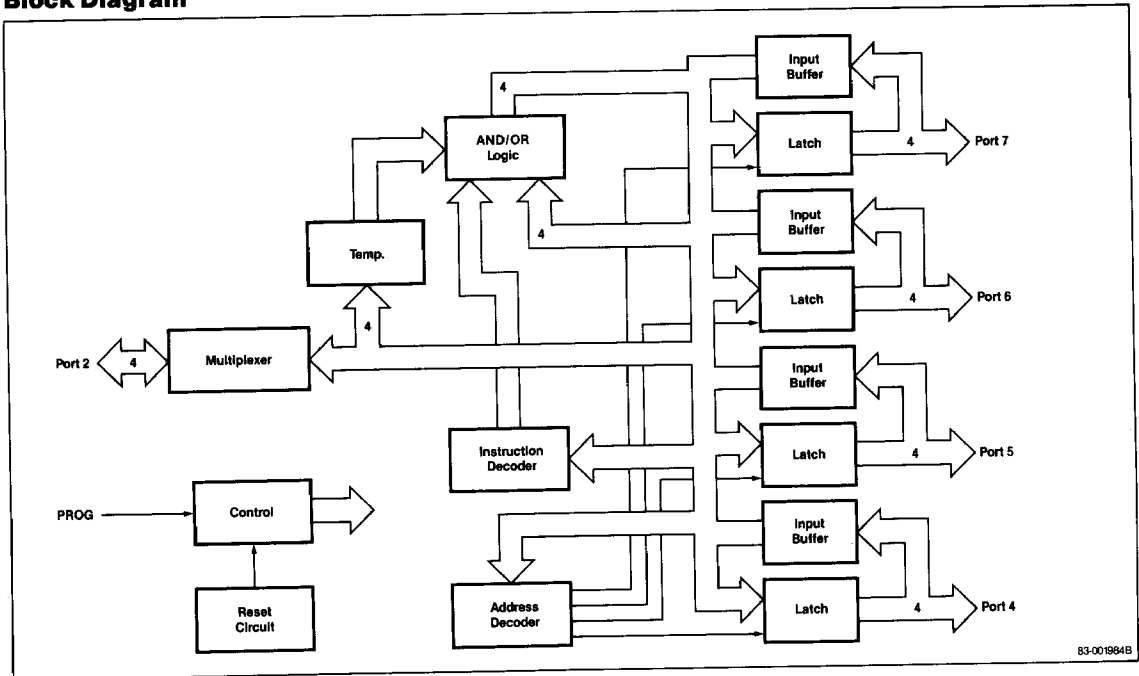 Block Diagram
Input
Buffer
4
AND/OR
Logic
Latch
4
Port 7
Input
Buffer
4
Temp.
Latch
4
Port 6
4
Port 2
4
Multiplexer
Input
Buffer
Instruction
Decoder
Latch
4
Port 5
PROG
Control
Input
Buffer
Reset
Circuit
Address
Decoder
Latch
4
Port 4
83-001984B